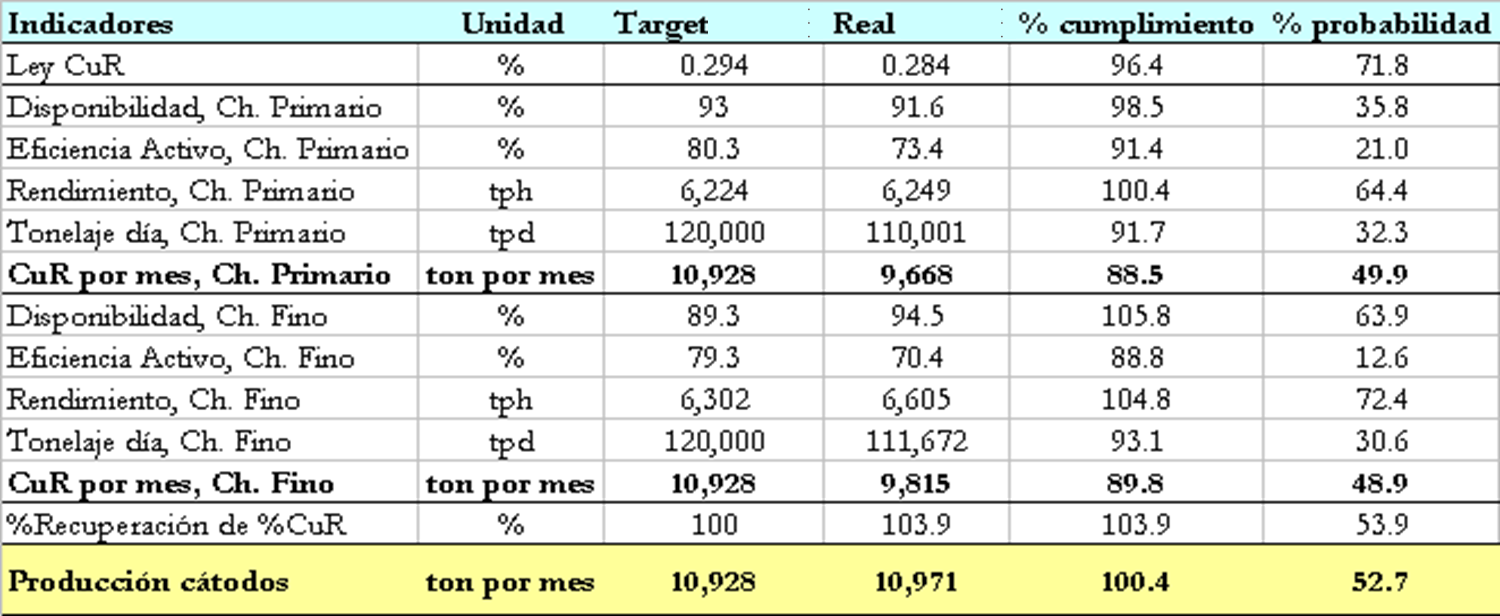 Indicadores Unidad Target Real % cumplimiento % probabilidad
Ley CuR % 0.294 0.284 96.4 71.8
Disponibilidad, Ch. Primario % 93 91.6 98.5 35.8
Eficiencia Activo, Ch. Primario % 80.3 73.4 91.4 21.0
Rendimiento, Ch. Primario tph 6,224 6,249 100.4 64.4
Tonelaje día, Ch. Primario tpd 120,000 110,001 91.7 32.3
CuR por mes, Ch. Primario ton por mes 10,928 9,668 88.5 49.9
Disponibilidad, Ch. Fino % 89.3 94.5 105.8 63.9
Eficiencia Activo, Ch. Fino % 79.3 70.4 88.8 12.6
Rendimiento, Ch. Fino tph 6,302 6,605 104.8 72.4
Tonelaje día, Ch. Fino tpd 120,000 111,672 93.1 30.6
CuR por mes, Ch. Fino ton por mes 10,928 9,815 89.8 48.9
%Recuperación de %CuR % 100 103.9 103.9 53.9
Producción cátodos ton por mes 10,928 10,971 100.4 52.7